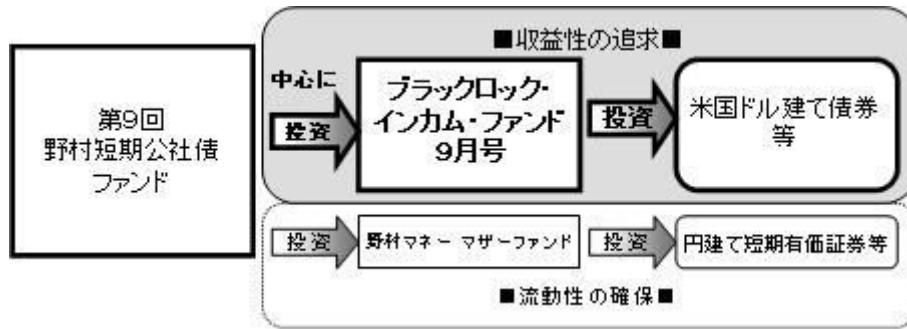 ■収益性の追求■
第9回
野村短期公社債
ファンド
中心に
投資
ブラックロック・
インカム・ファンド
9月号
投資
米国ドル建て債券
等
投資
野村マネー マザーファンド
投資
円建て短期有価証券等
■流動性の確保■